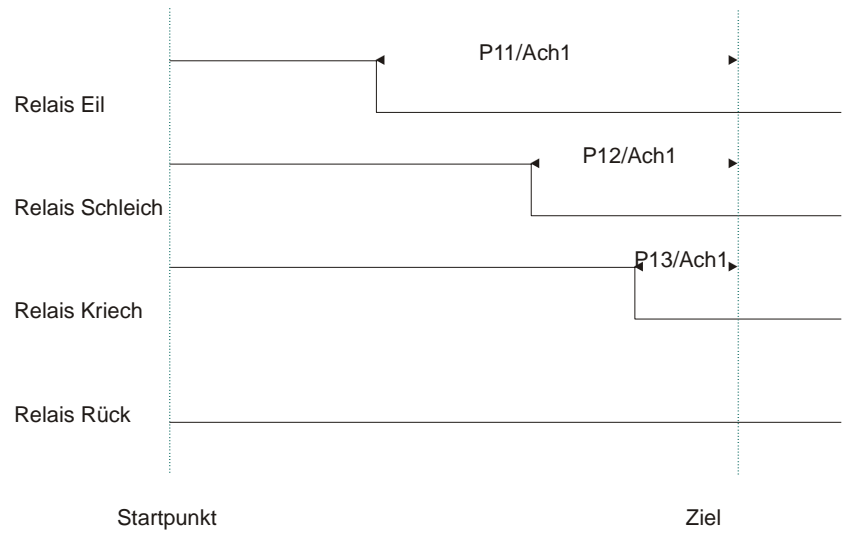 P11/Ach1
Relais Eil
P12/Ach1
Relais Schleich
P13/Ach1
Relais Kriech
Relais Rück
Startpunkt Ziel